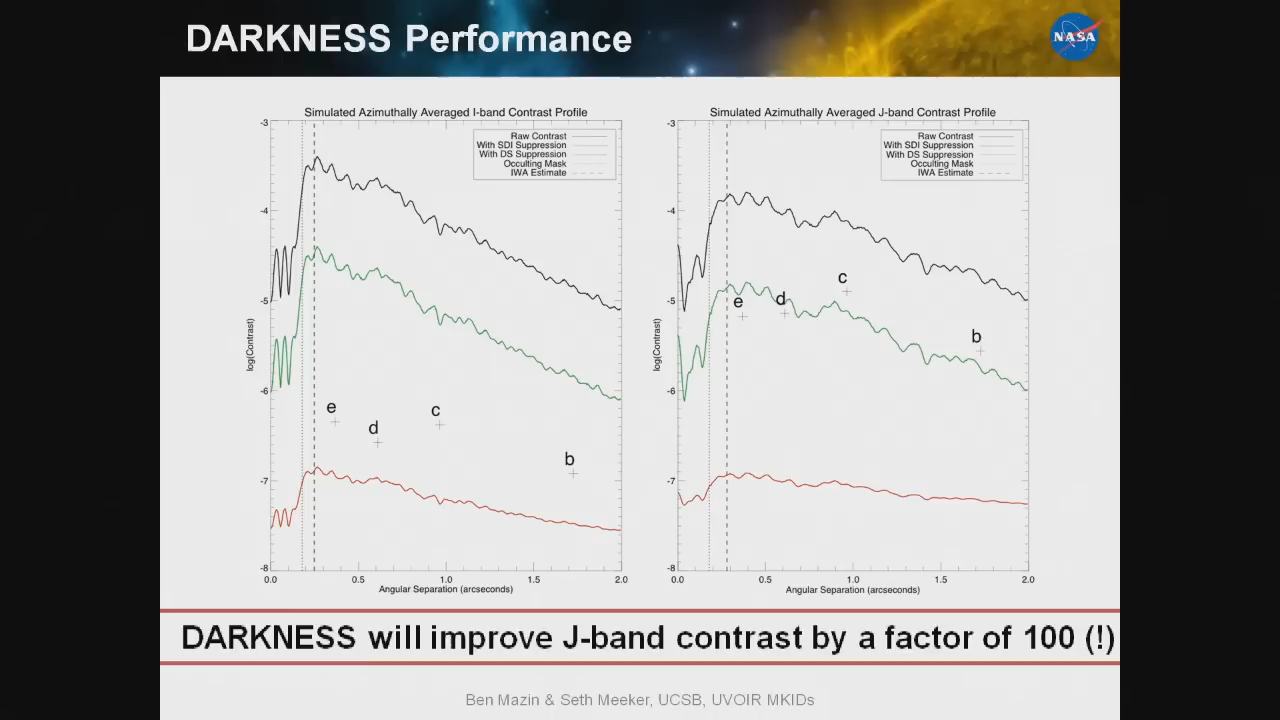 DARKNESS Performance
NASA
Simulated Azimuthally Averaged I-band Contrast Profile
-3
-4
-5
-6
-7
-8
log(Contrast)
Raw Contrast
With SDI Suppression
With DS Suppression
Occulting Mask
IWA Estimate
e
d
c
b
0.0 0.5 1.0 1.5 2.0
Angular Separation (arcseconds)
Simulated Azimuthally Averaged J-band Contrast Profile
-3
-4
-5
-6
-7
-8
log(Contrast)
Raw Contrast
With SDI Suppression
With DS Suppression
Occulting Mask
IWA Estimate
e
d
c
b
0.0 0.5 1.0 1.5 2.0
Angular Separation (arcseconds)
DARKNESS will improve J-band contrast by a factor of 100 (!)
Ben Mazin & Seth Meeker, UCSB, UVOIR MKIDs